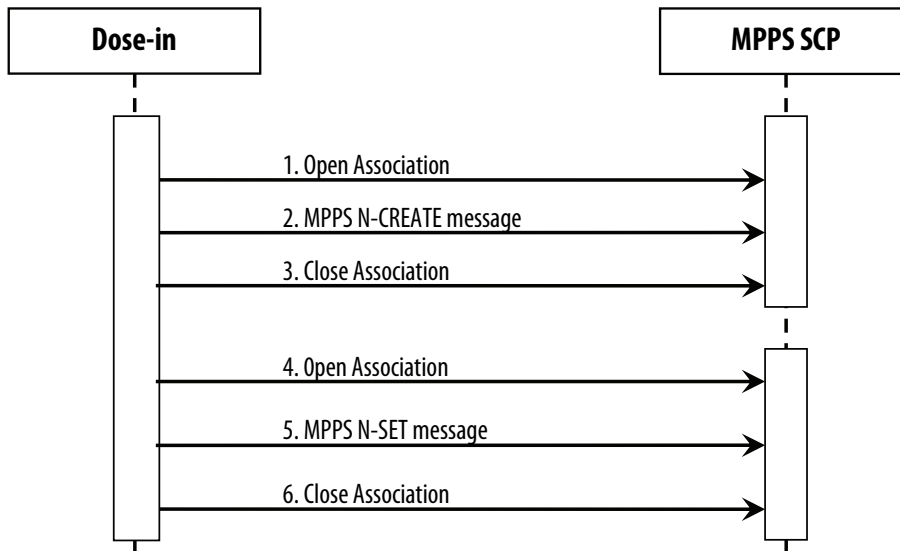 Dose-in
MPPS SCP
1. Open Association
2. MPPS N-CREATE message
3. Close Association
4. Open Association
5. MPPS N-SET message
6. Close Association